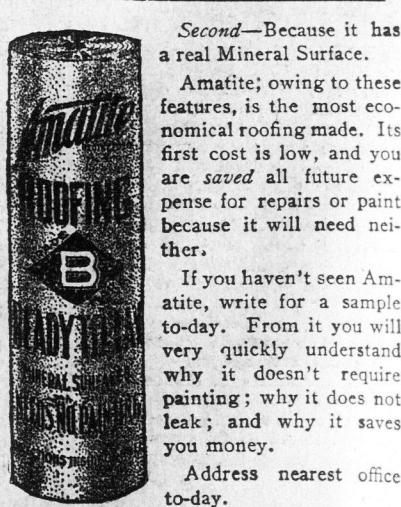 Amatite
ROOFING
B
READY TO LAY
MINERAL SURFACE
NEEDS NO PAINTING
Second—Because it has
a real Mineral Surface.
Amatite; owing to these
features, is the most eco-
nomical roofing made. Its
first cost is low, and you
are saved all future ex-
pense for repairs or paint
because it will need nei-
ther.
If you haven't seen Am-
atite, write for a sample
to-day. From it you will
very quickly understand
why it doesn't require
painting; why it does not
leak; and why it saves
you money.
Address nearest office
to-day.